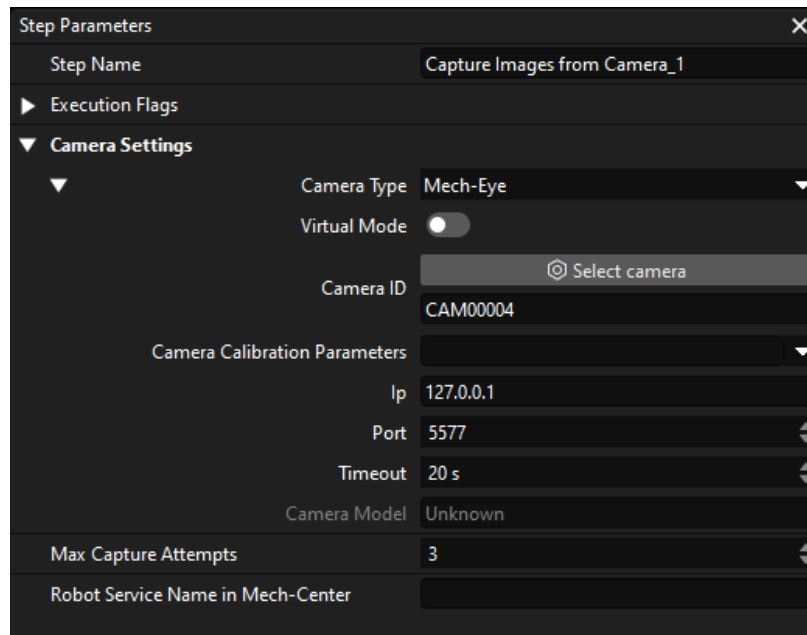 Step Parameters
Step Name Capture Images from Camera_1
Execution Flags
Camera Settings
Camera Type Mech-Eye
Virtual Mode
Select camera
Camera ID
CAM00004
Camera Calibration Parameters
Ip 127.0.0.1
Port 5577
Timeout 20 s
Camera Model Unknown
Max Capture Attempts 3
Robot Service Name in Mech-Center